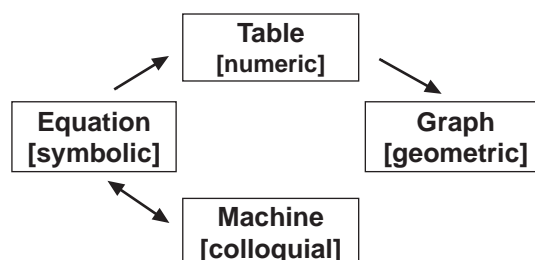 Table
[numeric]
Equation
[symbolic]
Graph
[geometric]
Machine
[colloquial]